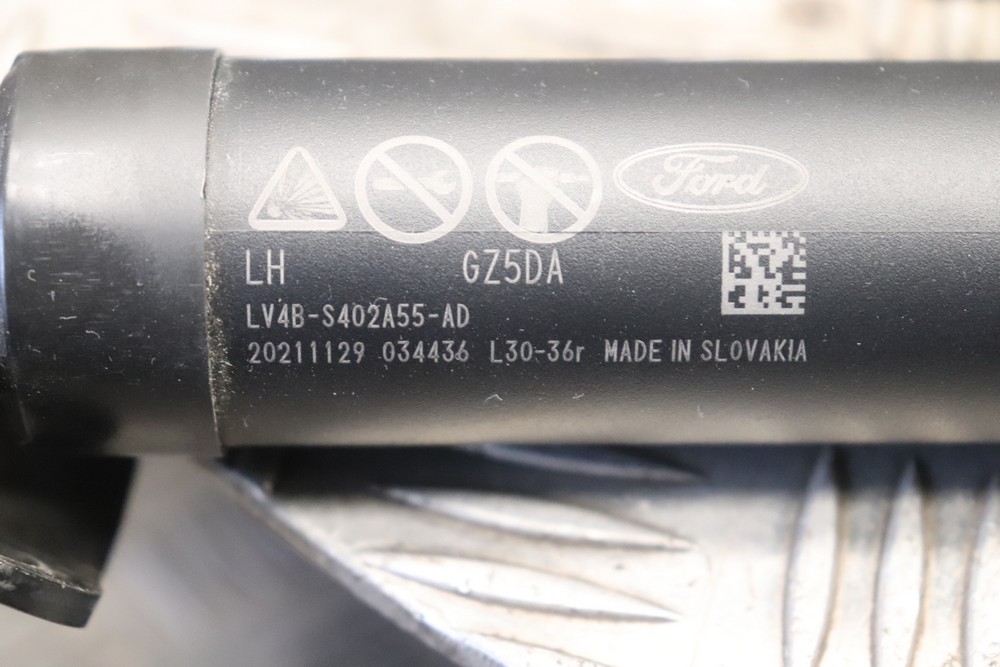 Ford
LH GZ5DA
LV4B-S402A55-AD
20211129 034436 L30-36r MADE IN SLOVAKIA